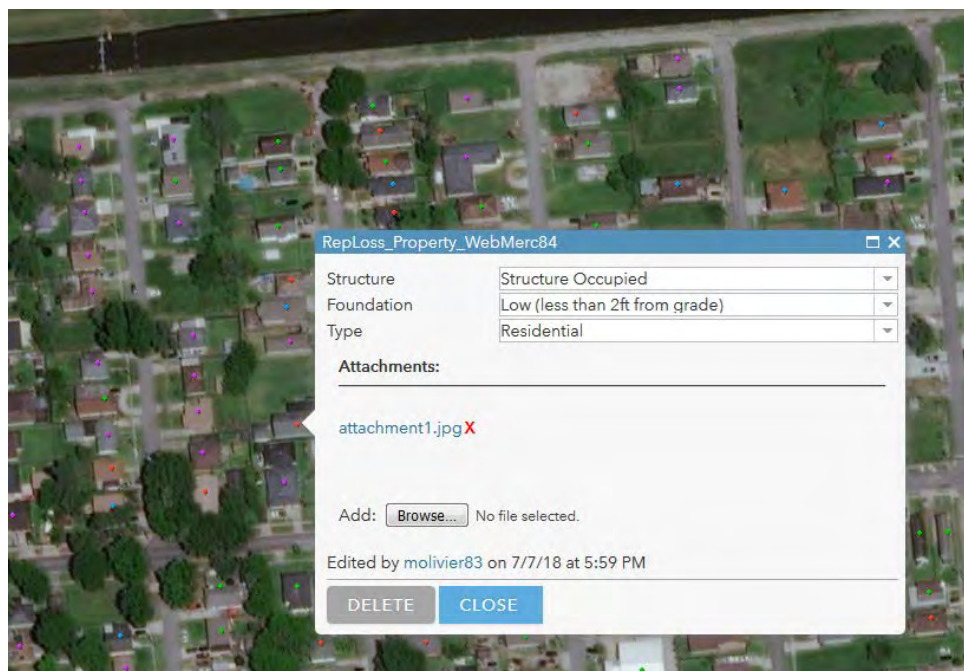 RepLoss_Property_WebMerc84
Structure Structure Occupied
Foundation Low (less than 2ft from grade)
Type Residential
Attachments:
attachment1.jpg X
Add: Browse... No file selected.
Edited by molivier83 on 7/7/18 at 5:59 PM
DELETE CLOSE